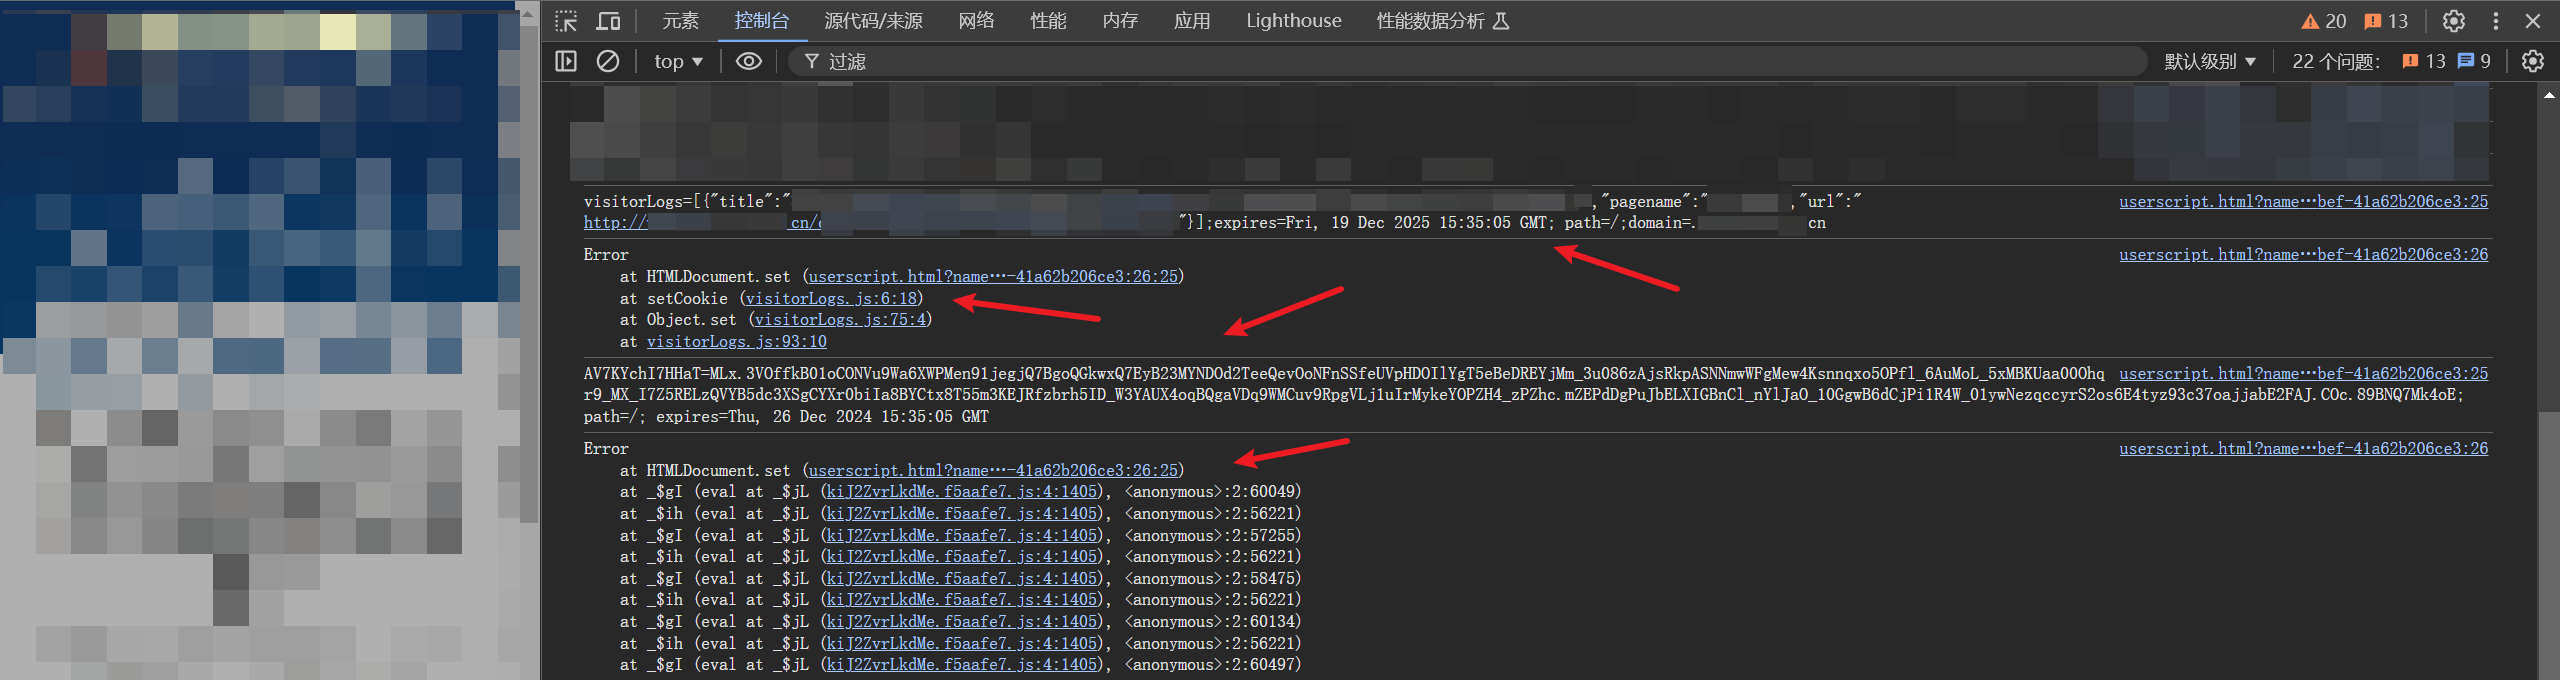 元素 控制台 源代码/来源 网络 性能 内存 应用 Lighthouse 性能数据分析 20 13
top 过滤 默认级别 22 个问题: 13 9
visitorLogs=[{"title":" ,"pagename":" ,"url":" userscript.html?name…bef-41a62b206ce3:25
http:// cn/ "}];expires=Fri, 19 Dec 2025 15:35:05 GMT; path=/;domain=. cn
Error userscript.html?name…bef-41a62b206ce3:26
at HTMLDocument.set (userscript.html?name…-41a62b206ce3:26:25)
at setCookie (visitorLogs.js:6:18)
at Object.set (visitorLogs.js:75:4)
at visitorLogs.js:93:10
AV7KYchI7HHaT=MLx.3VOffkB01oCONVu9Wa6XWPMen91jegjQ7BgoQGkwxQ7EyB23MYNDOd2TeeQevOoNFnSSfeUVpHDOIlYgT5eBeDREYjMm_3u086zAjsRkpASNNmwWFgMew4Ksnnqxo5OPfl_6AuMoL_5xMBKUaa00Ohq userscript.html?name…bef-41a62b206ce3:25
r9_MX_I7Z5RELzQVYB5dc3XSgCYXr0biIa8BYCtx8T55m3KEJRfzbrh5ID_W3YAUX4oqBQgaVDq9WMCuv9RpgVLj1uIrMykeYOPZH4_zPZhc.mZEPdDgPuJbELXIGBnCl_nYlJaO_10GgwB6dCjPi1R4W_01ywNezqccyrS2os6E4tyz93c37oajjabE2FAJ.COc.89BNQ7Mk4oE;
path=/; expires=Thu, 26 Dec 2024 15:35:05 GMT
Error userscript.html?name…bef-41a62b206ce3:26
at HTMLDocument.set (userscript.html?name…-41a62b206ce3:26:25)
at _$gI (eval at _$jL (kiJ2ZvrLkdMe.f5aafe7.js:4:1405), <anonymous>:2:60049)
at _$ih (eval at _$jL (kiJ2ZvrLkdMe.f5aafe7.js:4:1405), <anonymous>:2:56221)
at _$gI (eval at _$jL (kiJ2ZvrLkdMe.f5aafe7.js:4:1405), <anonymous>:2:57255)
at _$ih (eval at _$jL (kiJ2ZvrLkdMe.f5aafe7.js:4:1405), <anonymous>:2:56221)
at _$gI (eval at _$jL (kiJ2ZvrLkdMe.f5aafe7.js:4:1405), <anonymous>:2:58475)
at _$ih (eval at _$jL (kiJ2ZvrLkdMe.f5aafe7.js:4:1405), <anonymous>:2:56221)
at _$gI (eval at _$jL (kiJ2ZvrLkdMe.f5aafe7.js:4:1405), <anonymous>:2:60134)
at _$ih (eval at _$jL (kiJ2ZvrLkdMe.f5aafe7.js:4:1405), <anonymous>:2:56221)
at _$gI (eval at _$jL (kiJ2ZvrLkdMe.f5aafe7.js:4:1405), <anonymous>:2:60497)